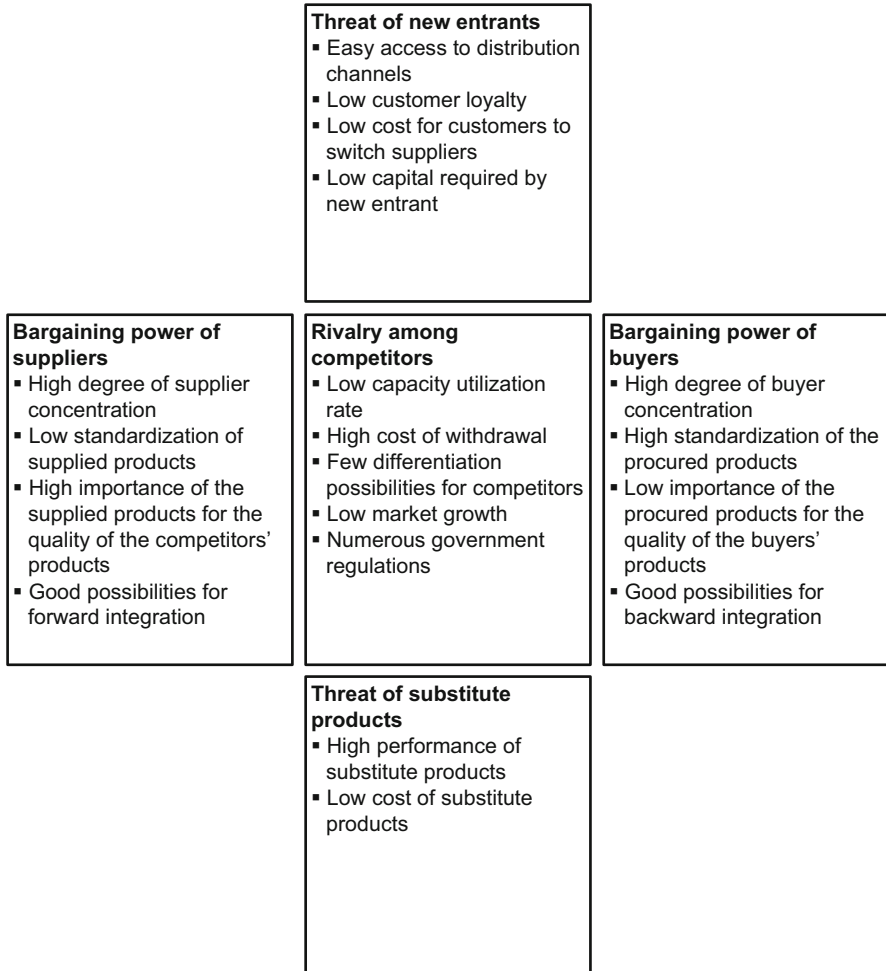 Threat of new entrants
▪ Easy access to distribution
channels
▪ Low customer loyalty
▪ Low cost for customers to
switch suppliers
▪ Low capital required by
new entrant
Bargaining power of
suppliers
▪ High degree of supplier
concentration
▪ Low standardization of
supplied products
▪ High importance of the
supplied products for the
quality of the competitors’
products
▪ Good possibilities for
forward integration
Rivalry among
competitors
▪ Low capacity utilization
rate
▪ High cost of withdrawal
▪ Few differentiation
possibilities for competitors
▪ Low market growth
▪ Numerous government
regulations
Bargaining power of
buyers
▪ High degree of buyer
concentration
▪ High standardization of the
procured products
▪ Low importance of the
procured products for the
quality of the buyers’
products
▪ Good possibilities for
backward integration
Threat of substitute
products
▪ High performance of
substitute products
▪ Low cost of substitute
products